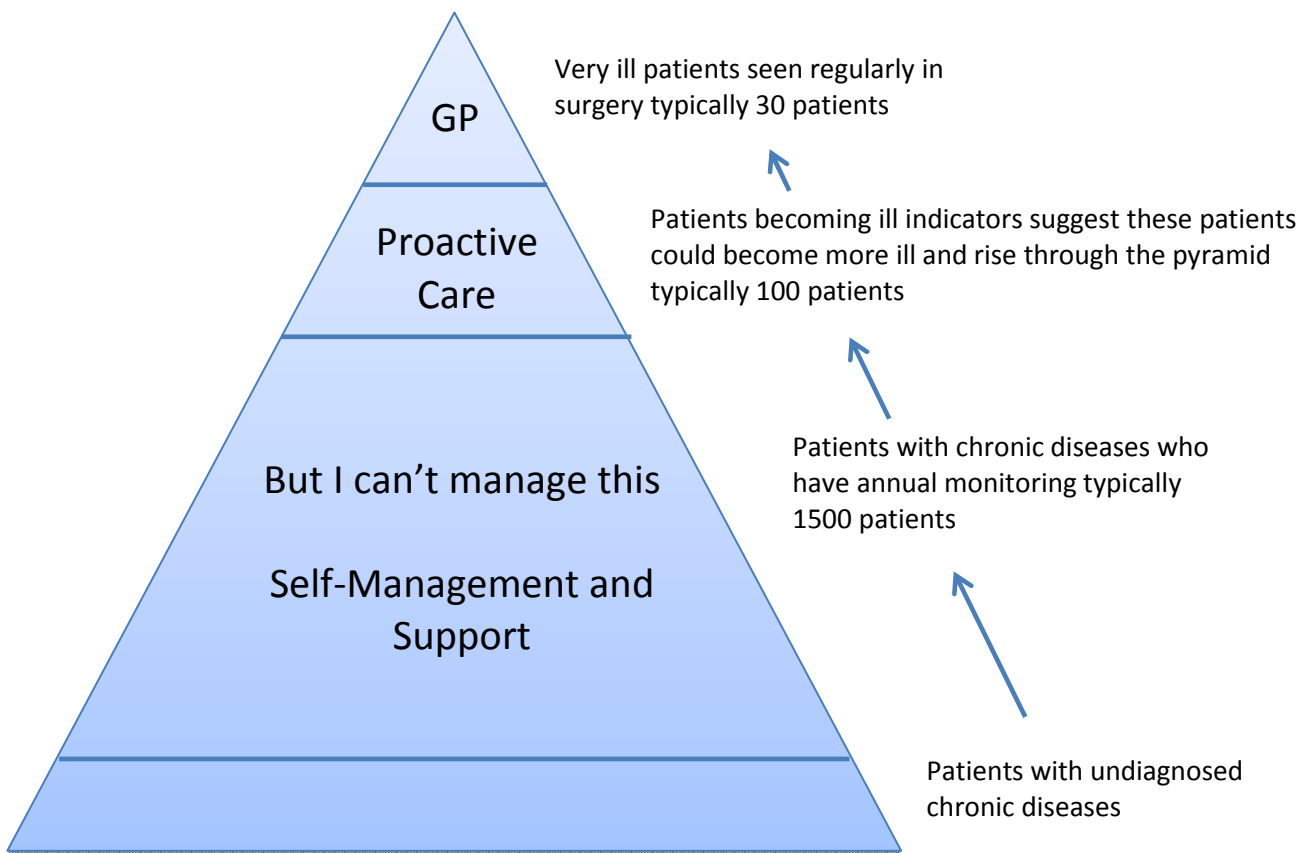 GP
Very ill patients seen regularly in
surgery typically 30 patients
Proactive
Care
Patients becoming ill indicators suggest these patients
could become more ill and rise through the pyramid
typically 100 patients
But I can’t manage this
Self-Management and
Support
Patients with chronic diseases who
have annual monitoring typically
1500 patients
Patients with undiagnosed
chronic diseases